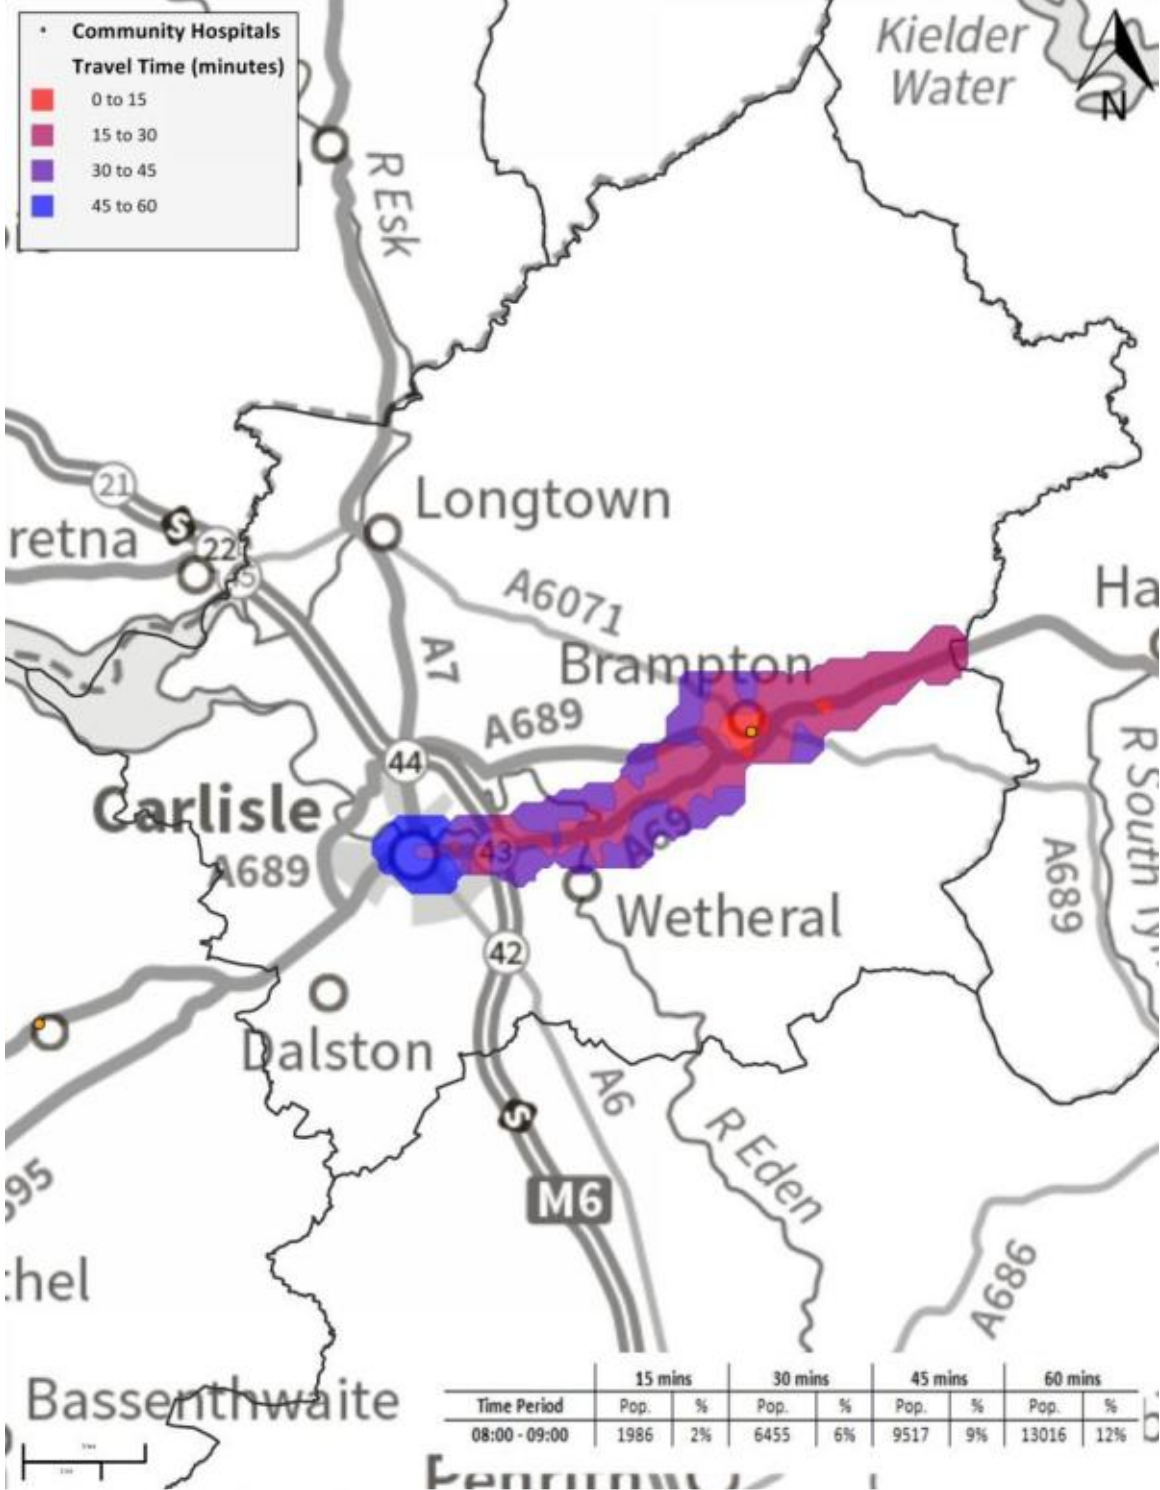 Community Hospitals
Travel Time (minutes)
0 to 15
15 to 30
30 to 45
45 to 60
Kielder
Water
N
R Esk
21
S
Longtown
retna
22
45
A6071
Ha
A7
Brampton
A689
44
Carlisle
A689
43
A69
R South Ty
A689
Wetheral
42
Dalston
A6
S
R Eden
M6
595
thel
A686
Bassenthwaite
15 mins 30 mins 45 mins 60 mins
Time Period Pop. % Pop. % Pop. % Pop. %
08:00 - 09:00 1986 2% 6455 6% 9517 9% 13016 12%
Penrith